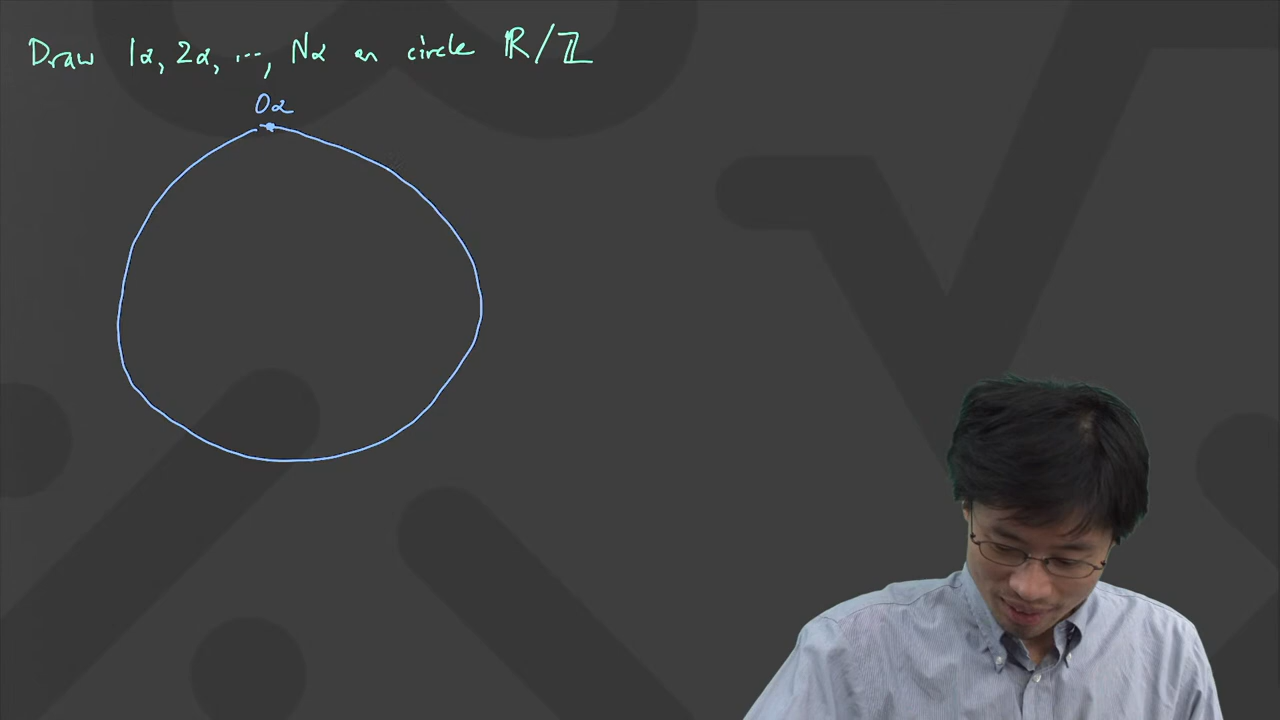 Draw 1α, 2α, ⋯, Nα on circle ℝ/ℤ
0α